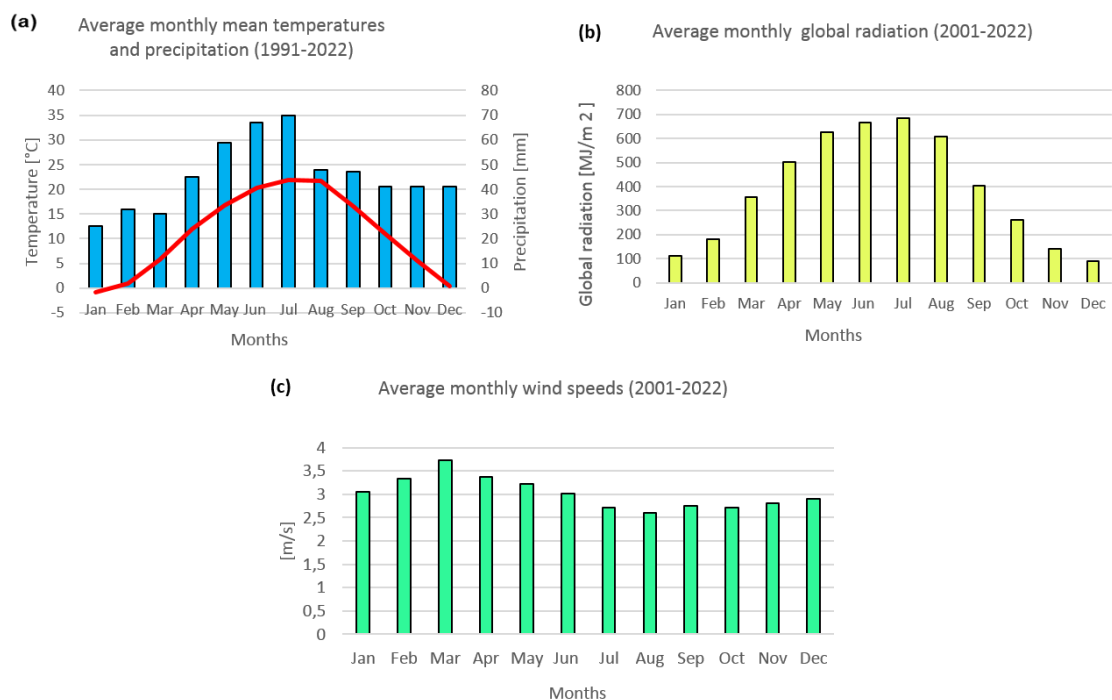 (a)
Average monthly mean temperatures
and precipitation (1991-2022)
Temperature [°C]
40
35
30
25
20
15
10
5
0
-5
Precipitation [mm]
80
70
60
50
40
30
20
10
0
-10
Jan Feb Mar Apr May Jun Jul Aug Sep Oct Nov Dec
Months
(b)
Average monthly global radiation (2001-2022)
Global radiation [MJ/m 2]
800
700
600
500
400
300
200
100
0
Jan Feb Mar Apr May Jun Jul Aug Sep Oct Nov Dec
Months
(c)
Average monthly wind speeds (2001-2022)
[m/s]
4
3,5
3
2,5
2
1,5
1
0,5
0
Jan Feb Mar Apr May Jun Jul Aug Sep Oct Nov Dec
Months